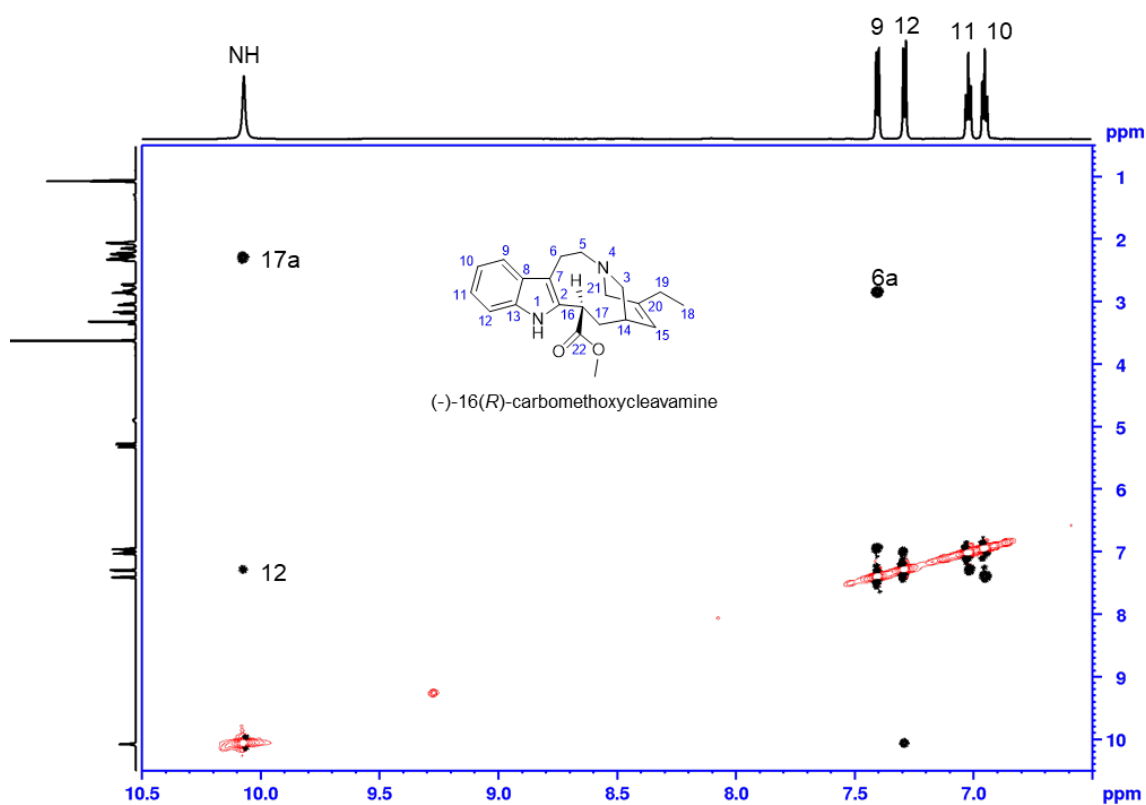 9 12
NH 11 10
ppm
1
2
17a 6a
3
4
5
6
7
12
8
9
10
5 4
6 N 3 19
9 H
10 8 7 21
11 2 20 18
1 17
12 13 N 16 14 15
H 22
O O
(-)-16(R)-carbomethoxycleavamine
10.5 10.0 9.5 9.0 8.5 8.0 7.5 7.0 ppm